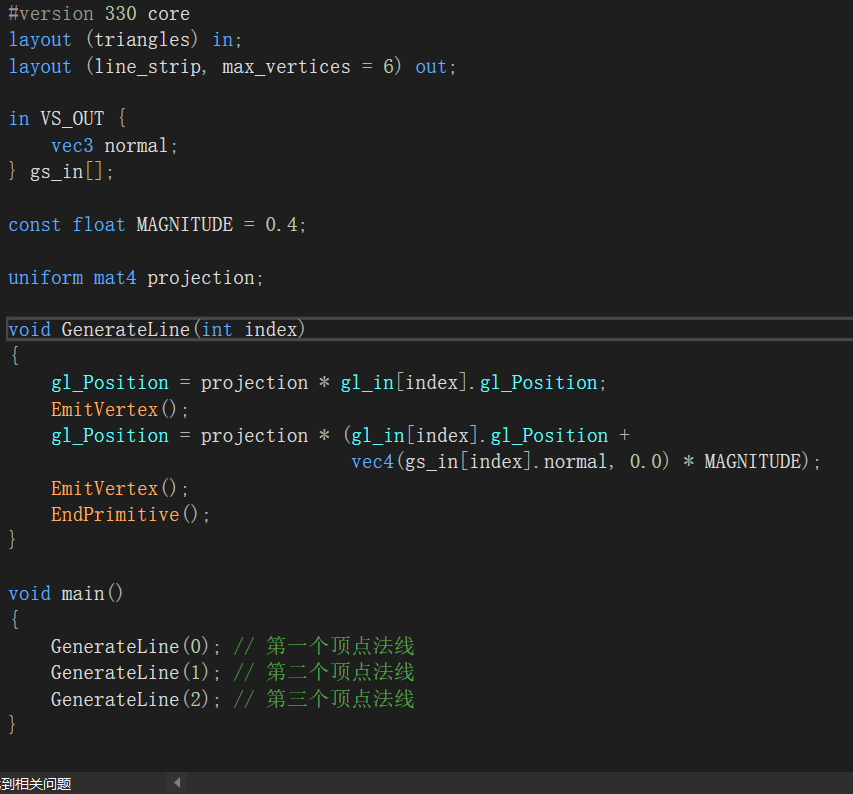 #version 330 core
layout (triangles) in;
layout (line_strip, max_vertices = 6) out;

in VS_OUT {
    vec3 normal;
} gs_in[];

const float MAGNITUDE = 0.4;

uniform mat4 projection;

void GenerateLine(int index)
{
    gl_Position = projection * gl_in[index].gl_Position;
    EmitVertex();
    gl_Position = projection * (gl_in[index].gl_Position +
                                vec4(gs_in[index].normal, 0.0) * MAGNITUDE);
    EmitVertex();
    EndPrimitive();
}

void main()
{
    GenerateLine(0); // 第一个顶点法线
    GenerateLine(1); // 第二个顶点法线
    GenerateLine(2); // 第三个顶点法线
}
到相关问题